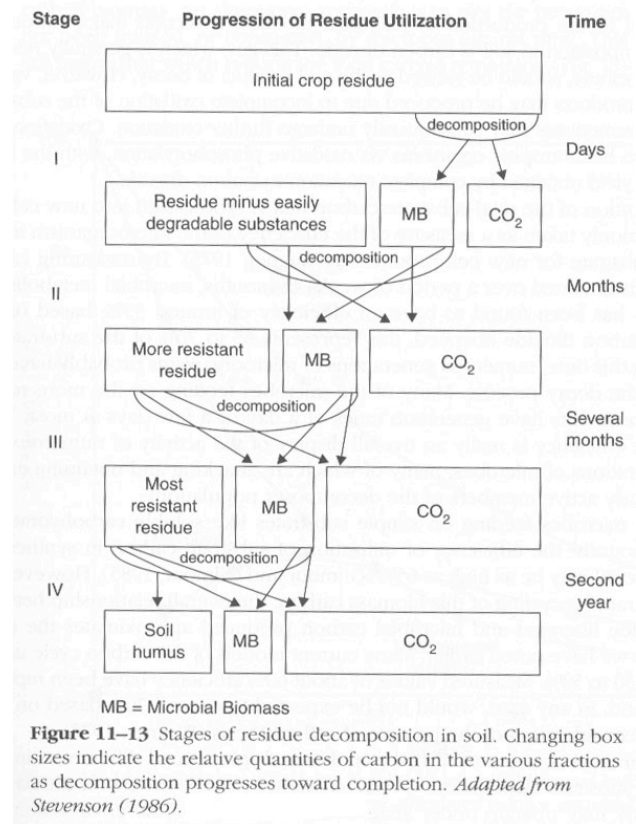 Stage Progression of Residue Utilization Time
Initial crop residue
decomposition
I Days
Residue minus easily
degradable substances
MB CO2
decomposition
II Months
More resistant
residue
MB CO2
decomposition
III Several
months
Most
resistant
residue
MB CO2
decomposition
IV Second
year
Soil
humus
MB CO2
MB = Microbial Biomass
Figure 11–13 Stages of residue decomposition in soil. Changing box
sizes indicate the relative quantities of carbon in the various fractions
as decomposition progresses toward completion. Adapted from
Stevenson (1986).